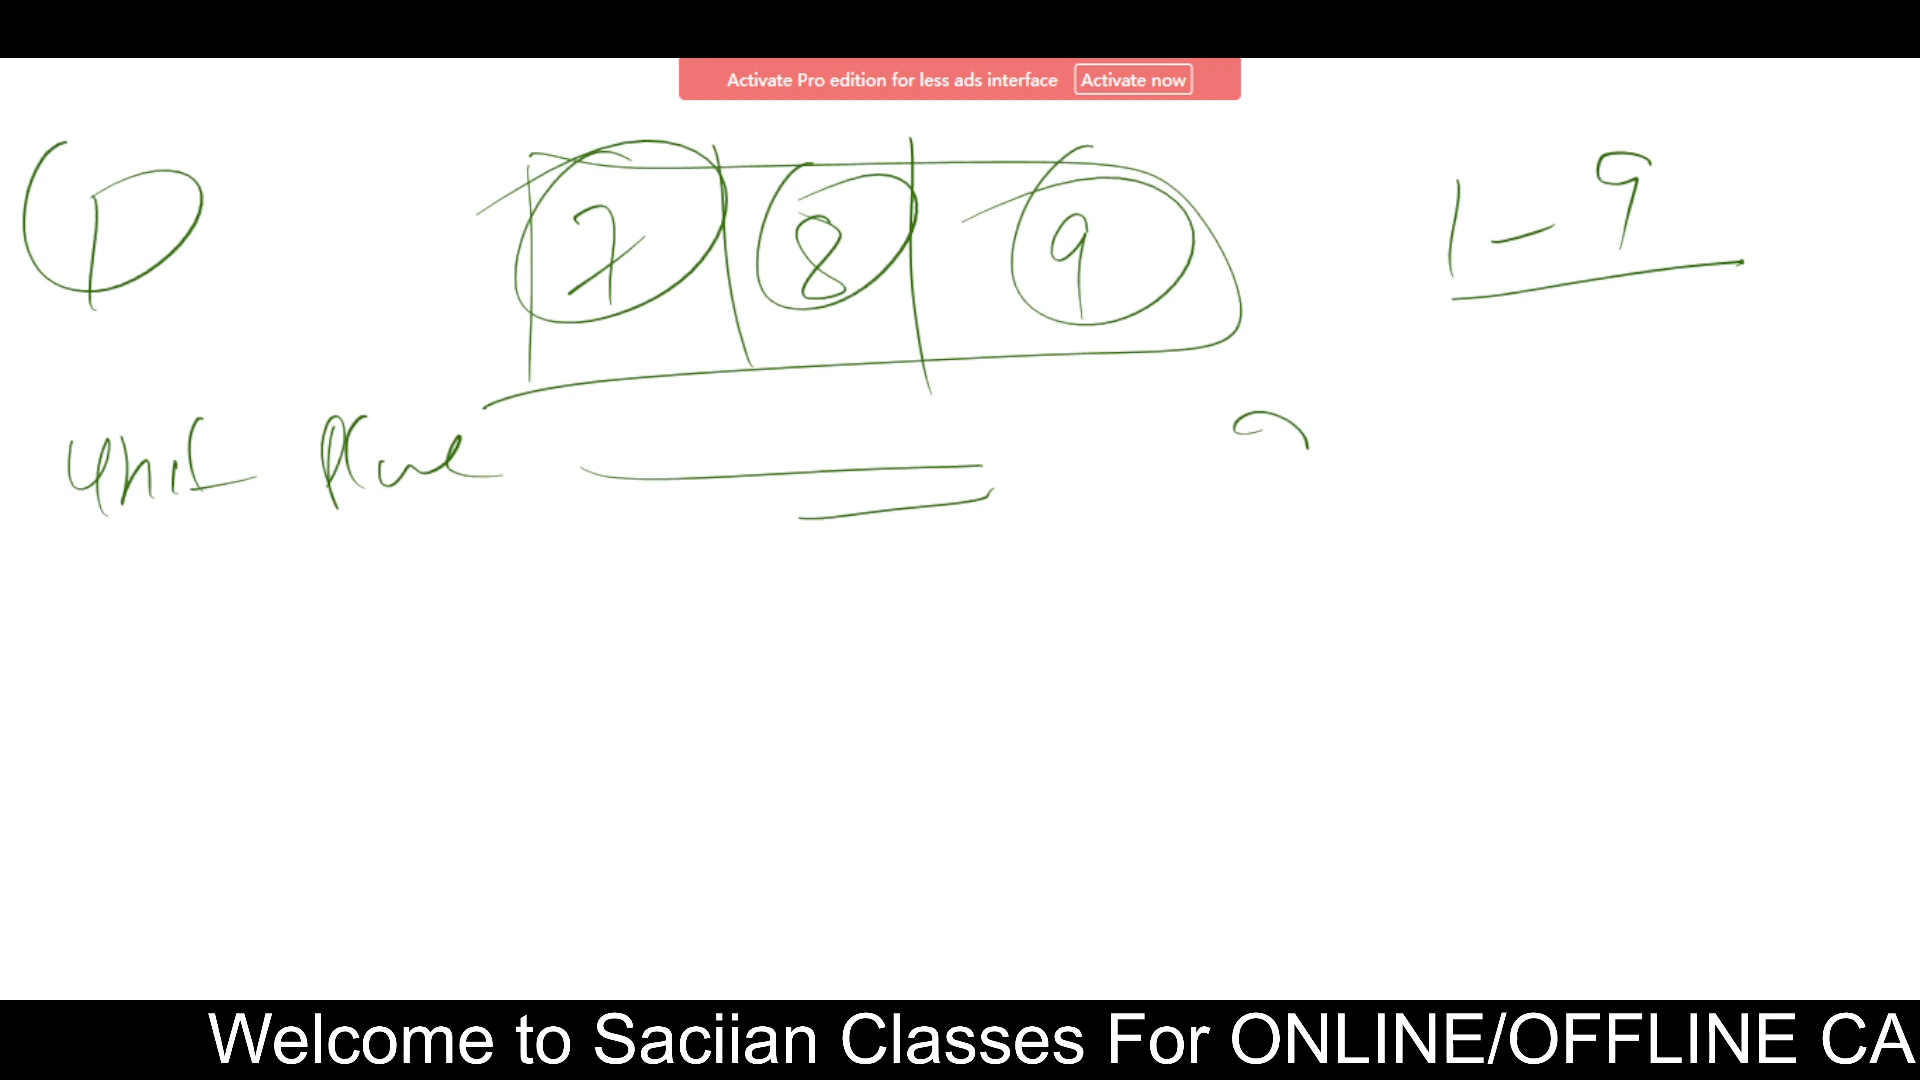 Activate Pro edition for less ads interface Activate now
D 7 8 9 1 - 9
Unit Place
Welcome to Saciian Classes For ONLINE/OFFLINE CA